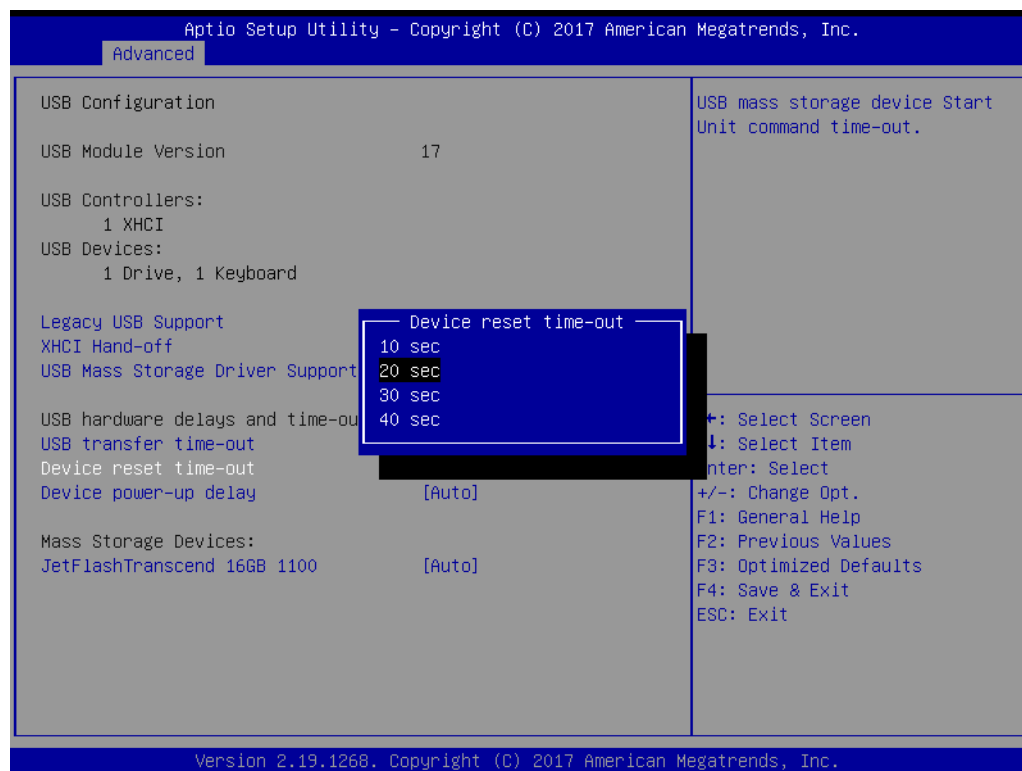 Aptio Setup Utility – Copyright (C) 2017 American Megatrends, Inc.
Advanced
USB Configuration
USB Module Version 17
USB Controllers:
1 XHCI
USB Devices:
1 Drive, 1 Keyboard
Legacy USB Support
XHCI Hand-off
USB Mass Storage Driver Support
USB hardware delays and time-ou
USB transfer time-out
Device reset time-out
Device power-up delay [Auto]
Mass Storage Devices:
JetFlashTranscend 16GB 1100 [Auto]
Device reset time-out
10 sec
20 sec
30 sec
40 sec
USB mass storage device Start
Unit command time-out.
: Select Screen
: Select Item
nter: Select
+/-: Change Opt.
F1: General Help
F2: Previous Values
F3: Optimized Defaults
F4: Save & Exit
ESC: Exit
Version 2.19.1268. Copyright (C) 2017 American Megatrends, Inc.